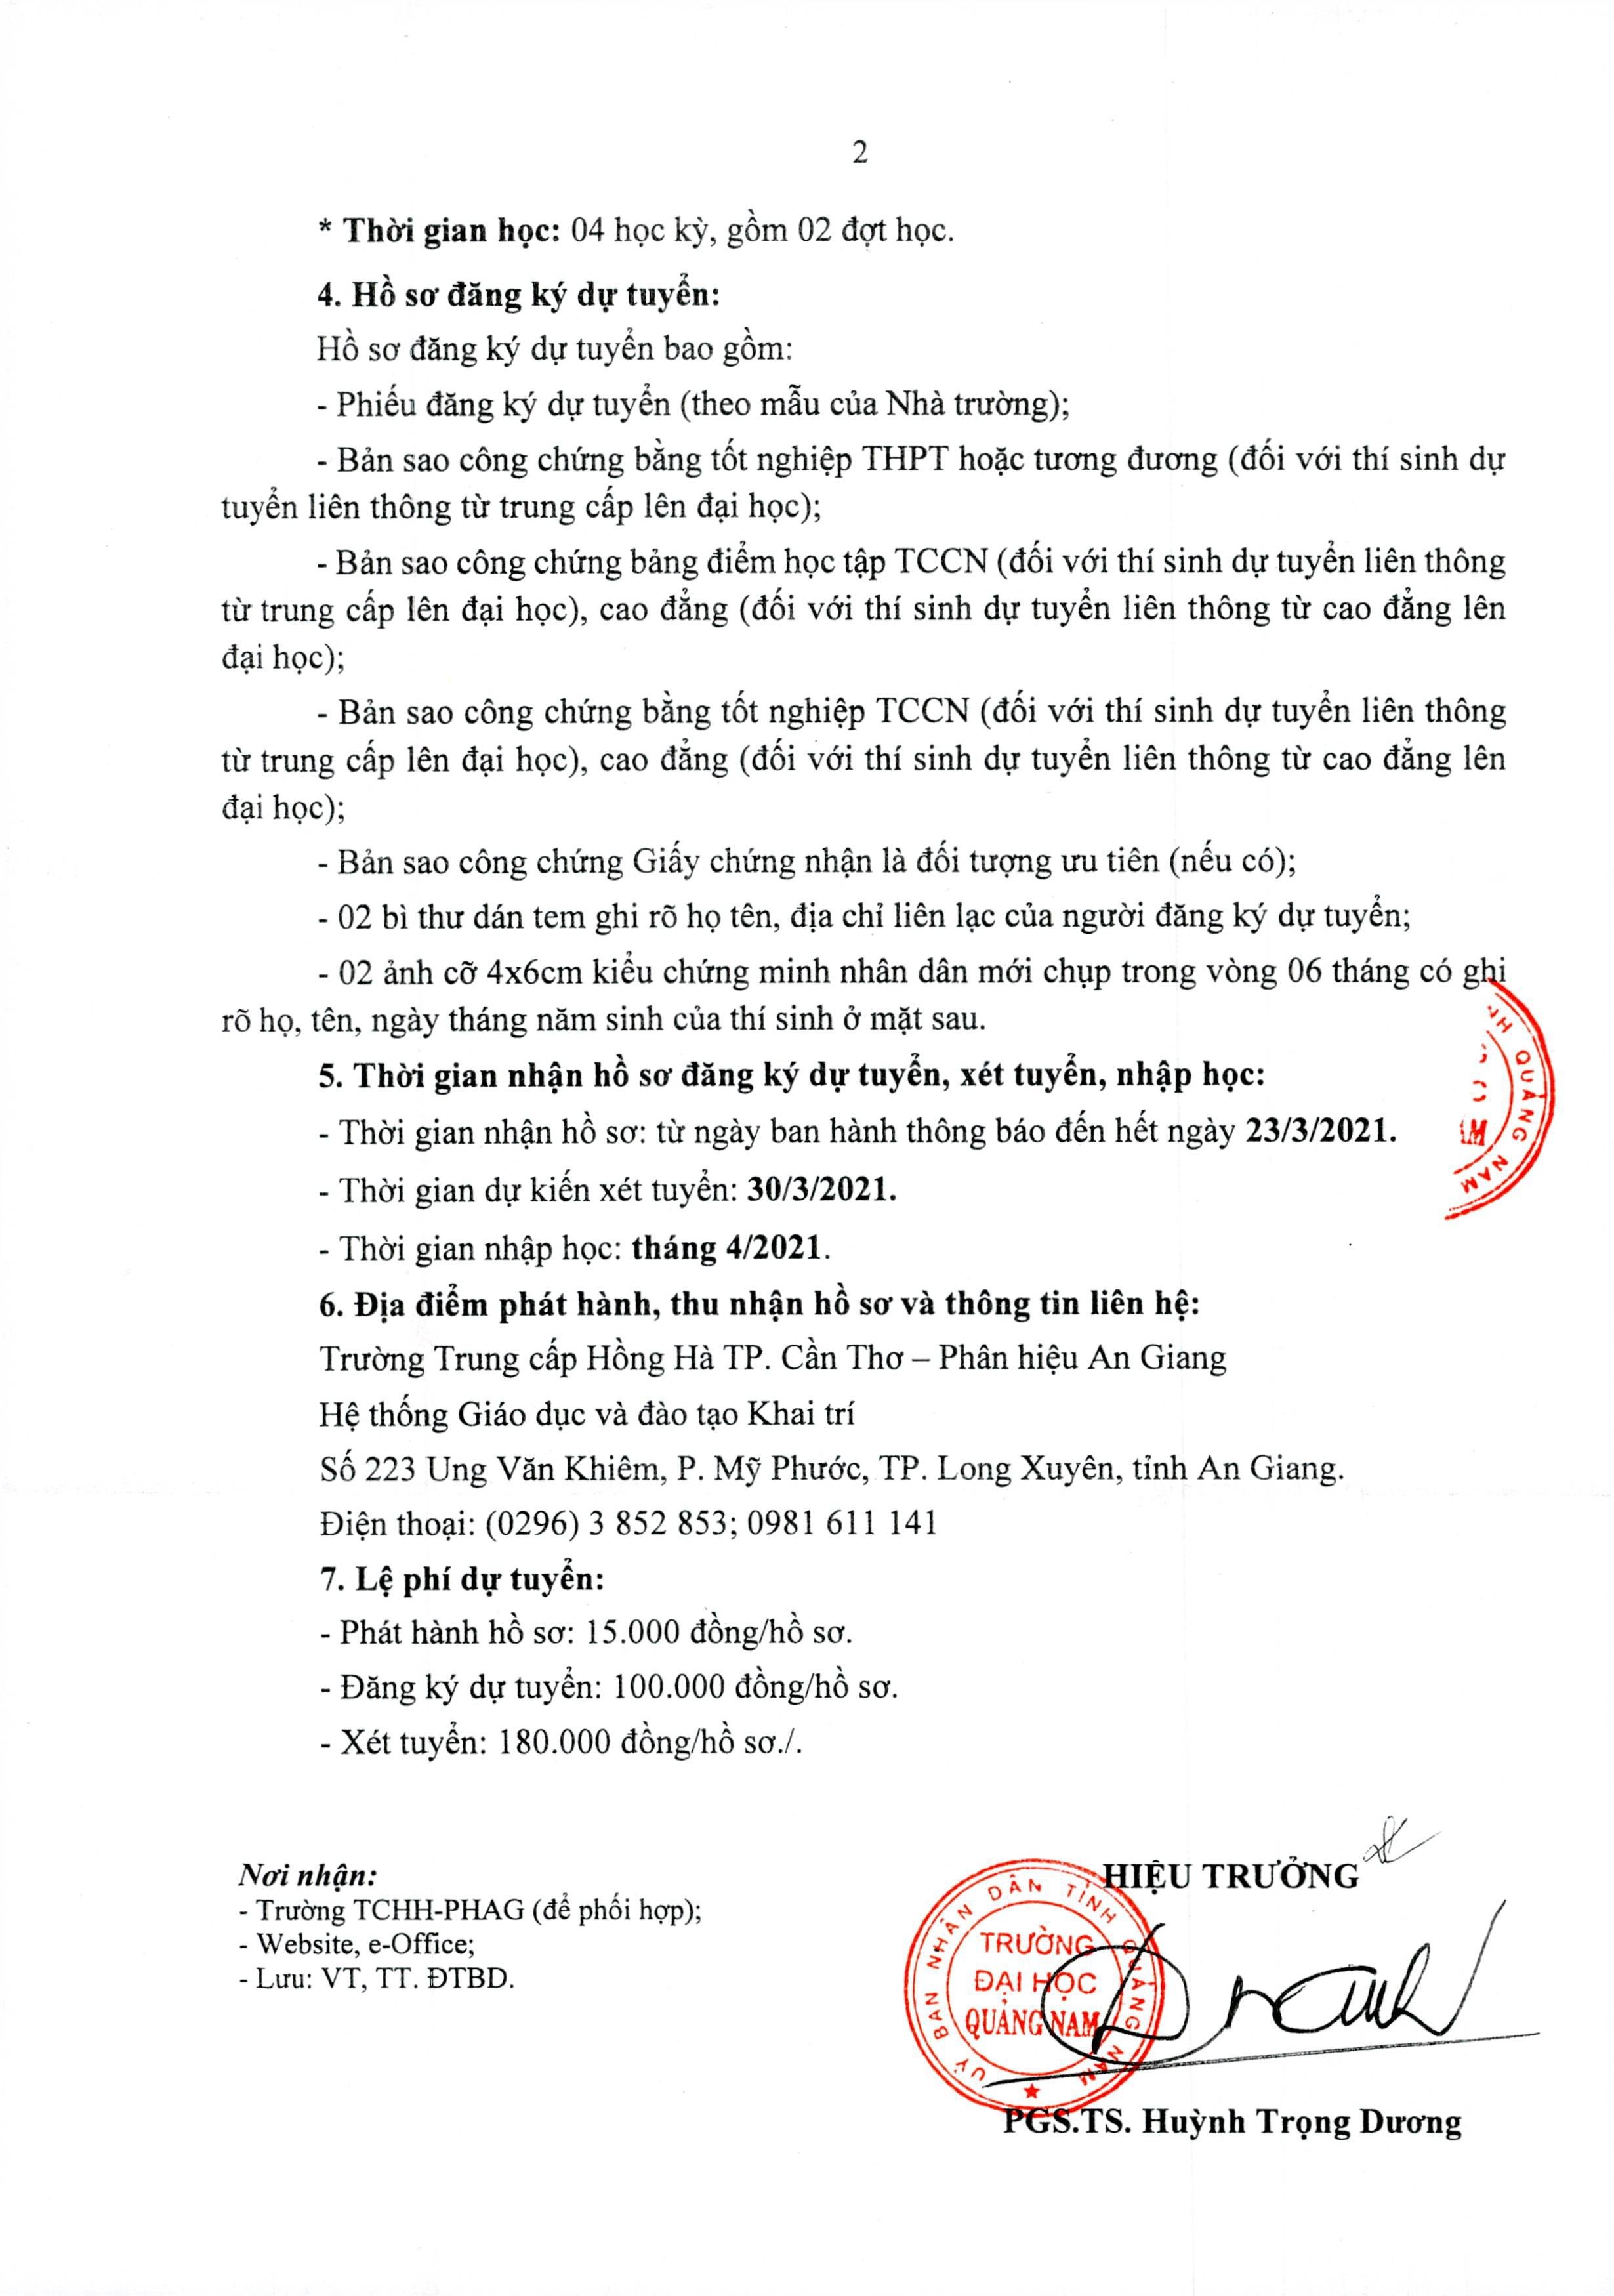 2
* Thời gian học: 04 học kỳ, gồm 02 đợt học.
4. Hồ sơ đăng ký dự tuyển:
Hồ sơ đăng ký dự tuyển bao gồm:
- Phiếu đăng ký dự tuyển (theo mẫu của Nhà trường);
- Bản sao công chứng bằng tốt nghiệp THPT hoặc tương đương (đối với thí sinh dự
tuyển liên thông từ trung cấp lên đại học);
- Bản sao công chứng bảng điểm học tập TCCN (đối với thí sinh dự tuyển liên thông
từ trung cấp lên đại học), cao đẳng (đối với thí sinh dự tuyển liên thông từ cao đẳng lên
đại học);
- Bản sao công chứng bằng tốt nghiệp TCCN (đối với thí sinh dự tuyển liên thông
từ trung cấp lên đại học), cao đẳng (đối với thí sinh dự tuyển liên thông từ cao đẳng lên
đại học);
- Bản sao công chứng Giấy chứng nhận là đối tượng ưu tiên (nếu có);
- 02 bì thư dán tem ghi rõ họ tên, địa chỉ liên lạc của người đăng ký dự tuyển;
- 02 ảnh cỡ 4x6cm kiểu chứng minh nhân dân mới chụp trong vòng 06 tháng có ghi
rõ họ, tên, ngày tháng năm sinh của thí sinh ở mặt sau.
5. Thời gian nhận hồ sơ đăng ký dự tuyển, xét tuyển, nhập học:
- Thời gian nhận hồ sơ: từ ngày ban hành thông báo đến hết ngày 23/3/2021.
- Thời gian dự kiến xét tuyển: 30/3/2021.
- Thời gian nhập học: tháng 4/2021.
QUẢNG NAM
6. Địa điểm phát hành, thu nhận hồ sơ và thông tin liên hệ:
Trường Trung cấp Hồng Hà TP. Cần Thơ – Phân hiệu An Giang
Hệ thống Giáo dục và đào tạo Khai trí
Số 223 Ung Văn Khiêm, P. Mỹ Phước, TP. Long Xuyên, tỉnh An Giang.
Điện thoại: (0296) 3 852 853; 0981 611 141
7. Lệ phí dự tuyển:
- Phát hành hồ sơ: 15.000 đồng/hồ sơ.
- Đăng ký dự tuyển: 100.000 đồng/hồ sơ.
- Xét tuyển: 180.000 đồng/hồ sơ./.
Nơi nhận:
- Trường TCHH-PHAG (để phối hợp);
- Website, e-Office;
- Lưu: VT, TT. ĐTBD.
HIỆU TRƯỞNG
UỶ BAN NHÂN DÂN TỈNH QUẢNG NAM
TRƯỜNG
ĐẠI HỌC
QUẢNG NAM
PGS.TS. Huỳnh Trọng Dương